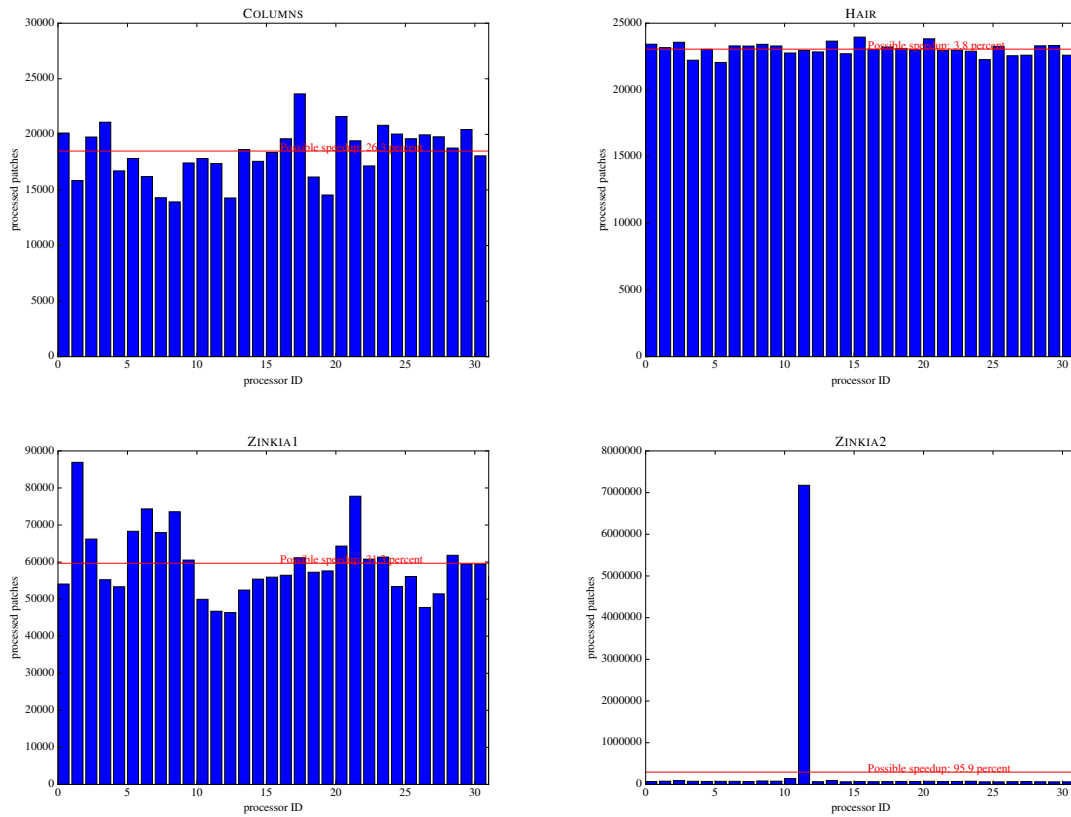 COLUMNS
30000
25000
20000
15000
10000
5000
0
processed patches
Possible speedup: percent
0 5 10 15 20 25 30
processor ID
HAIR
25000
20000
15000
10000
5000
0
processed patches
Possible speedup: 3.8 percent
0 5 10 15 20 25 30
processor ID
ZINKIA1
90000
80000
70000
60000
50000
40000
30000
20000
10000
0
processed patches
Possible speedup: 31.3 percent
0 5 10 15 20 25 30
processor ID
ZINKIA2
8000000
7000000
6000000
5000000
4000000
3000000
2000000
1000000
0
processed patches
Possible speedup: 95.9 percent
0 5 10 15 20 25 30
processor ID